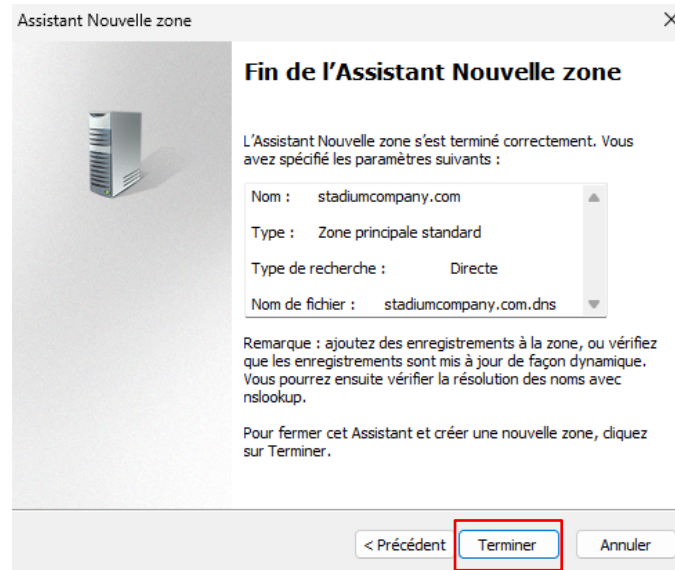 Assistant Nouvelle zone
Fin de l’Assistant Nouvelle zone
L’Assistant Nouvelle zone s’est terminé correctement. Vous
avez spécifié les paramètres suivants :
Nom : stadiumcompany.com
Type : Zone principale standard
Type de recherche : Directe
Nom de fichier : stadiumcompany.com.dns
Remarque : ajoutez des enregistrements à la zone, ou vérifiez
que les enregistrements sont mis à jour de façon dynamique.
Vous pourrez ensuite vérifier la résolution des noms avec
nslookup.
Pour fermer cet Assistant et créer une nouvelle zone, cliquez
sur Terminer.
< Précédent Terminer Annuler